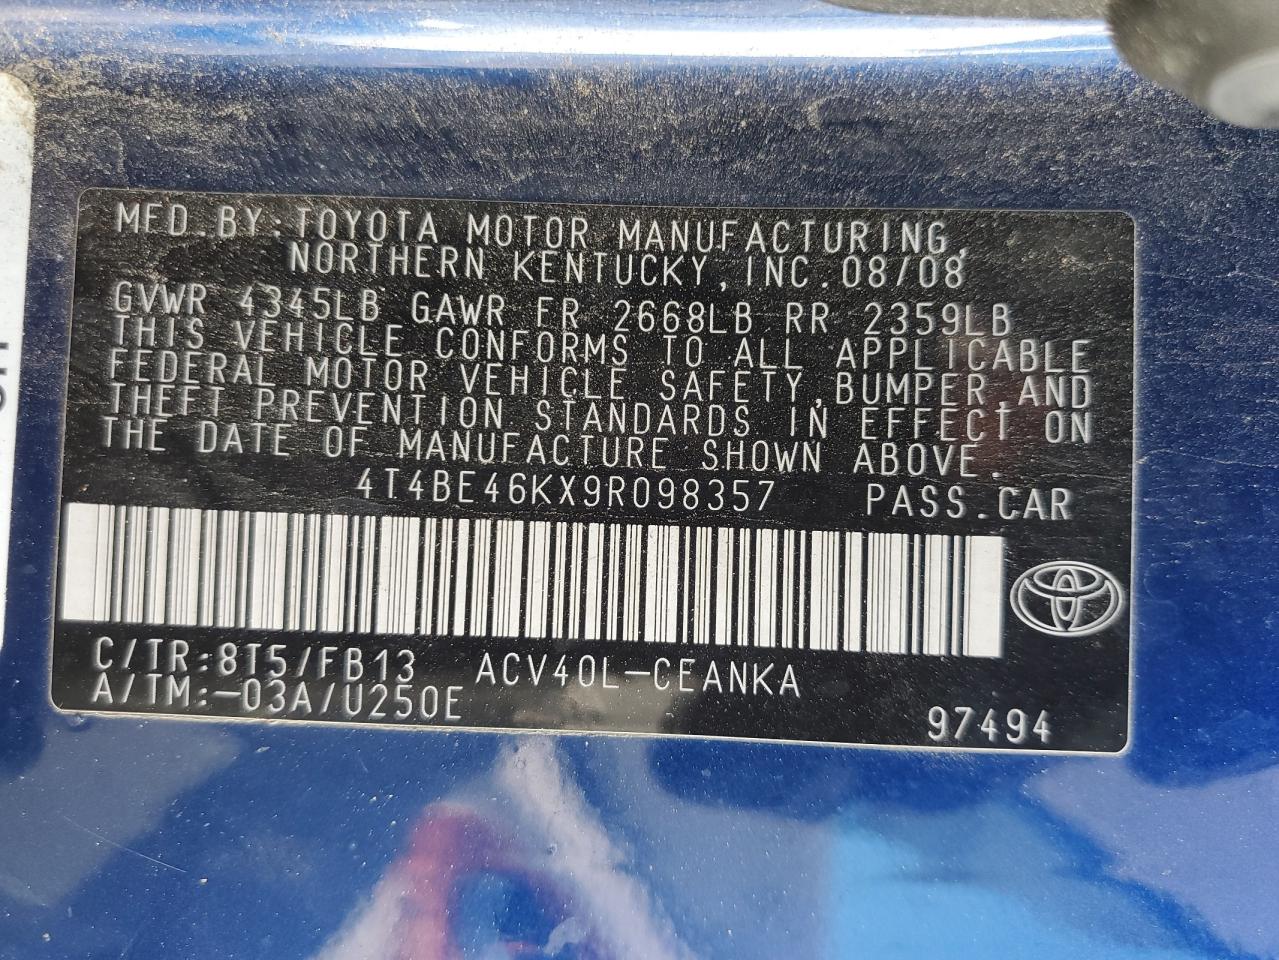 MFD.BY:TOYOTA MOTOR MANUFACTURING,
NORTHERN KENTUCKY,INC.08/08
GVWR 4345LB GAWR FR 2668LB RR 2359LB
THIS VEHICLE CONFORMS TO ALL APPLICABLE
FEDERAL MOTOR VEHICLE SAFETY,BUMPER,AND
THEFT PREVENTION STANDARDS IN EFFECT ON
THE DATE OF MANUFACTURE SHOWN ABOVE.
4T4BE46KX9R098357 PASS.CAR
C/TR:8T5/FB13 ACV40L-CEANKA
A/TM:-03A/U250E
97494